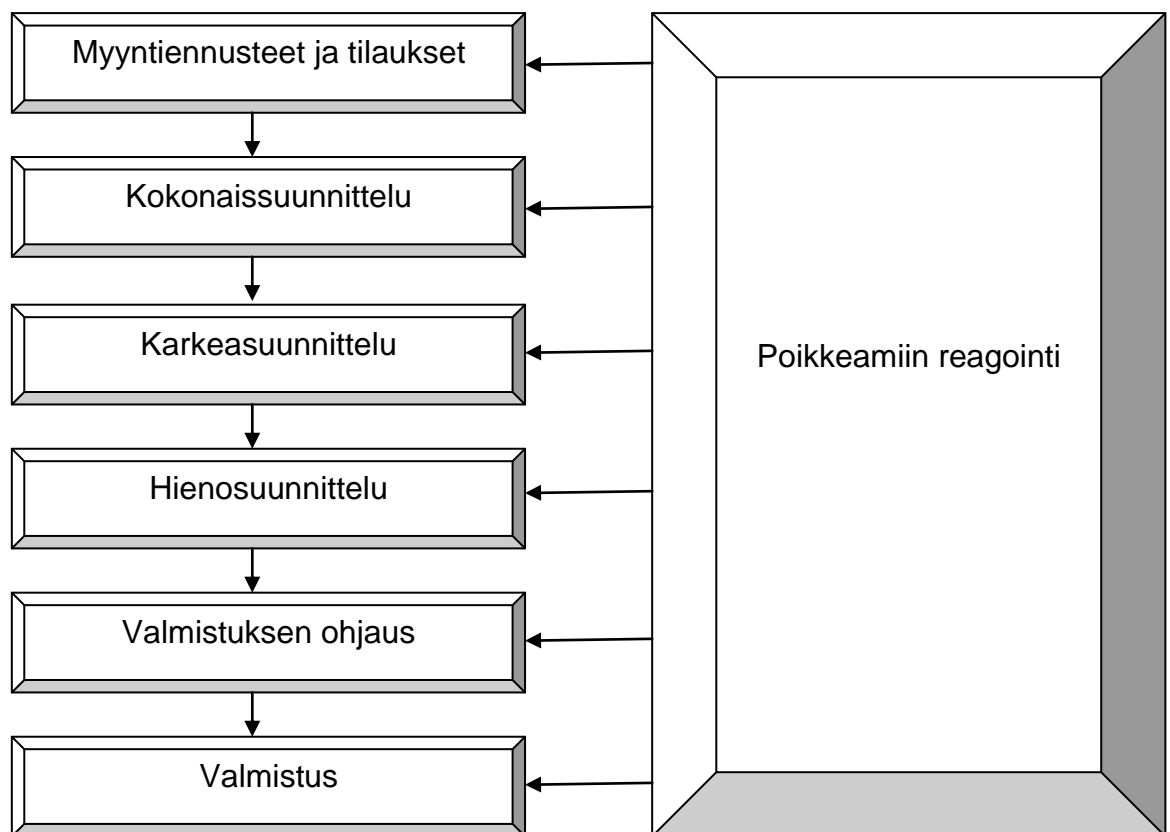 Myyntiennusteet ja tilaukset
Kokonaissuunnittelu
Karkeasuunnittelu
Hienosuunnittelu
Valmistuksen ohjaus
Valmistus
Poikkeamiin reagointi